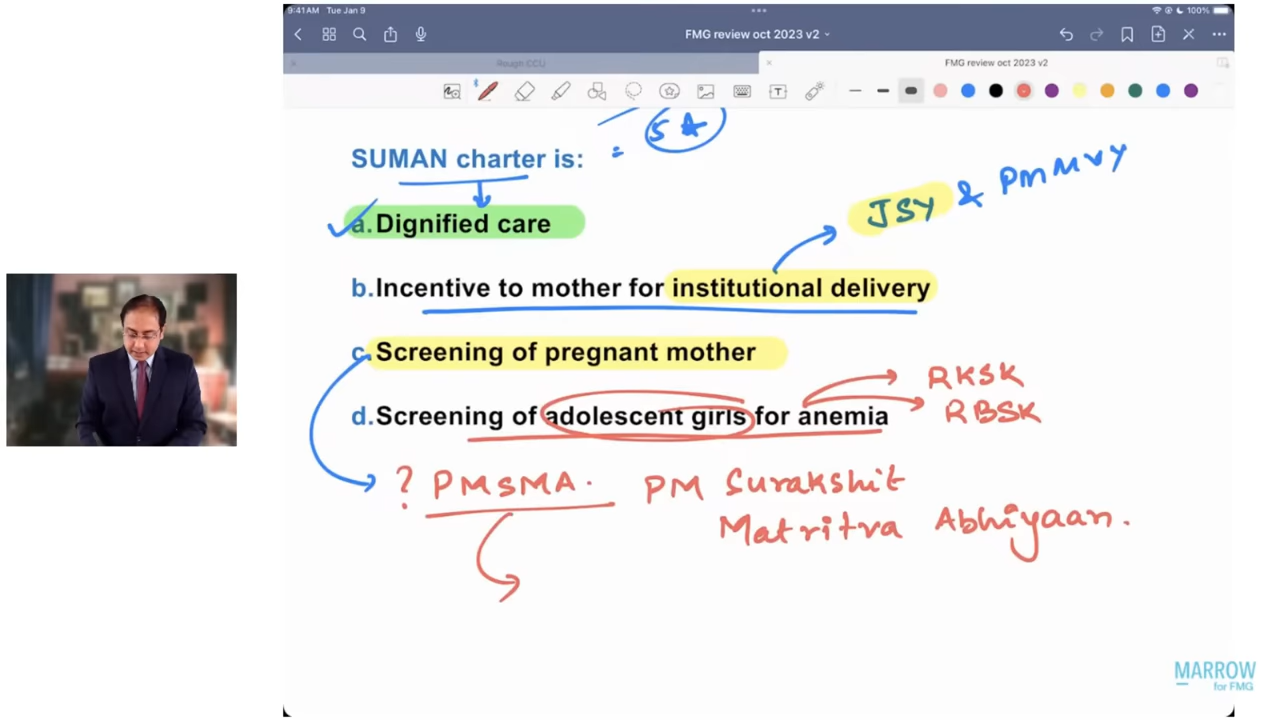 9:41AM Tue Jan 9
100%
FMG review oct 2023 v2
Rough CCU
FMG review oct 2023 v2
T
= 5 ☆
SUMAN charter is:
JSY & PMMVY
a. Dignified care
b. Incentive to mother for institutional delivery
c. Screening of pregnant mother
RKSK
d. Screening of adolescent girls for anemia
RBSK
? PMSMA. PM Surakshit
Matritva Abhiyaan.
MARROW
for FMG